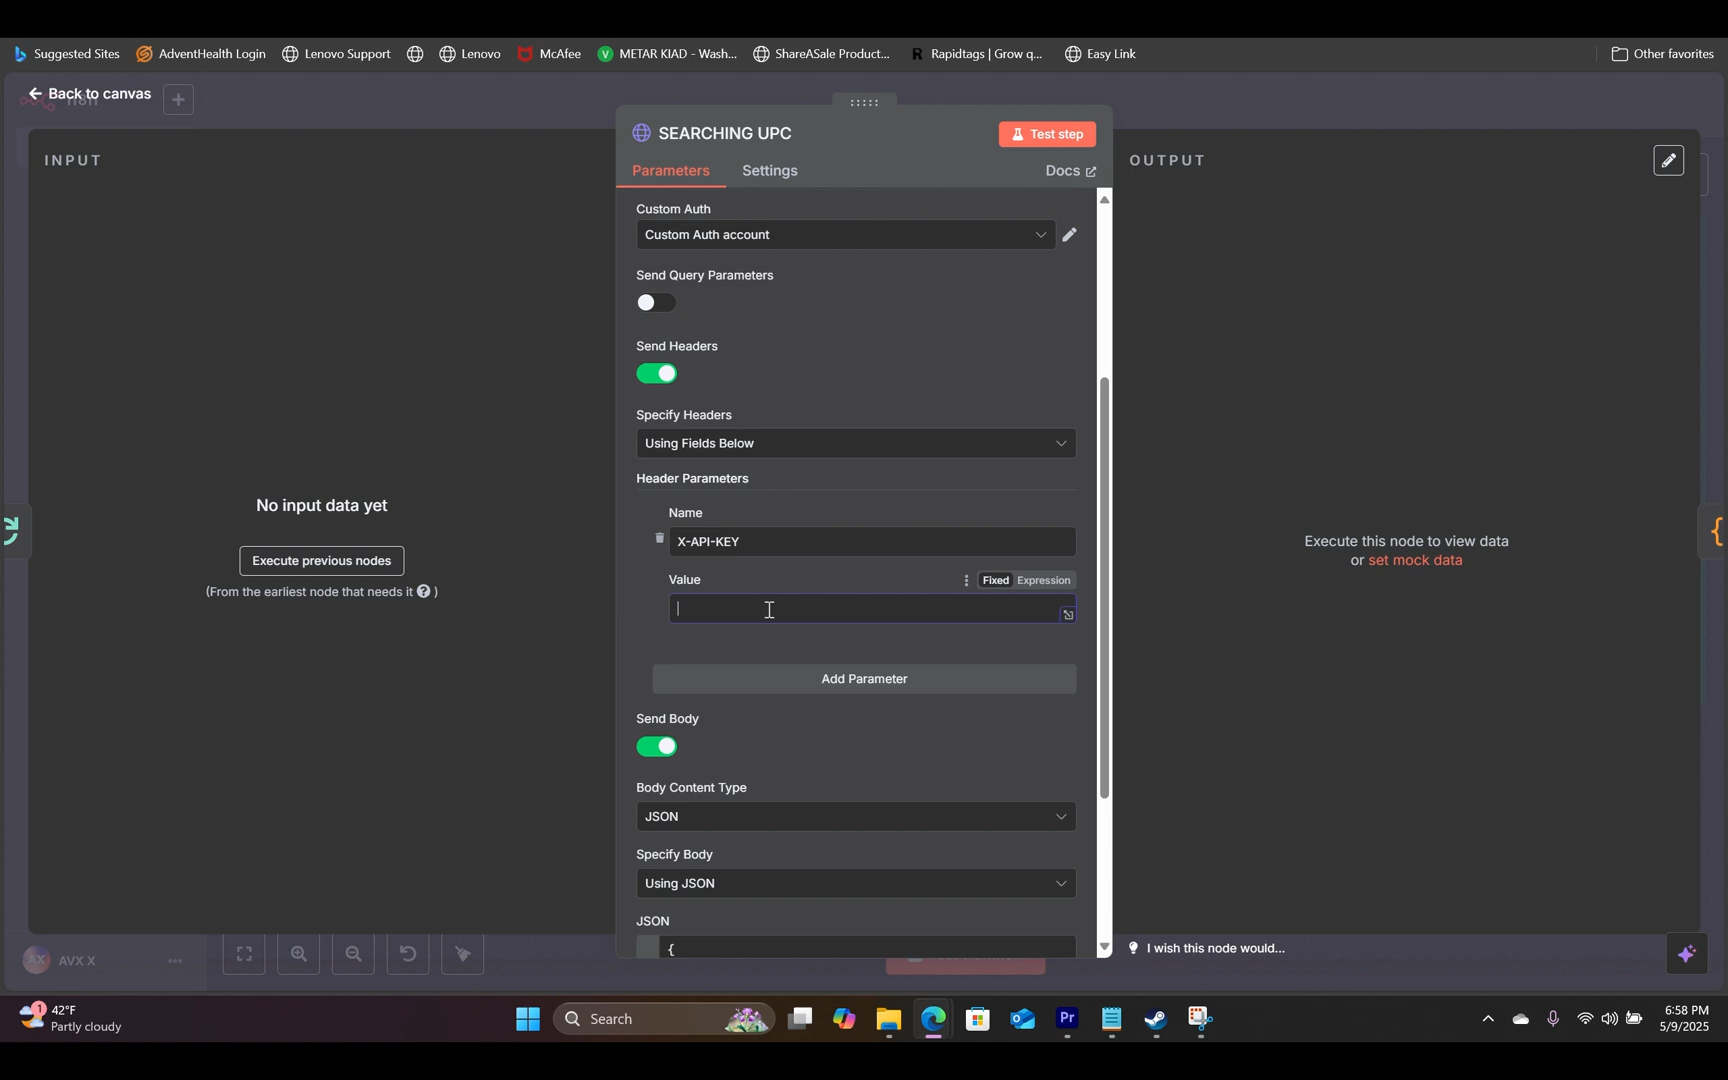 Suggested Sites
AdventHealth Login
Lenovo Support
Lenovo
McAfee
METAR KIAD - Wash...
ShareASale Product...
Rapidtags | Grow q...
Easy Link
Other favorites
Back to canvas
n8n
INPUT
SEARCHING UPC
Test step
OUTPUT
Parameters
Settings
Docs
Custom Auth
Custom Auth account
Send Query Parameters
Send Headers
Specify Headers
Using Fields Below
Header Parameters
Name
X-API-KEY
Value
Fixed
Expression
No input data yet
Execute previous nodes
(From the earliest node that needs it ? )
Execute this node to view data
or set mock data
Add Parameter
Send Body
Body Content Type
JSON
Specify Body
Using JSON
JSON
{
I wish this node would...
AX
AVX X
1
42°F
Partly cloudy
Search
Pr
6:58 PM
5/9/2025